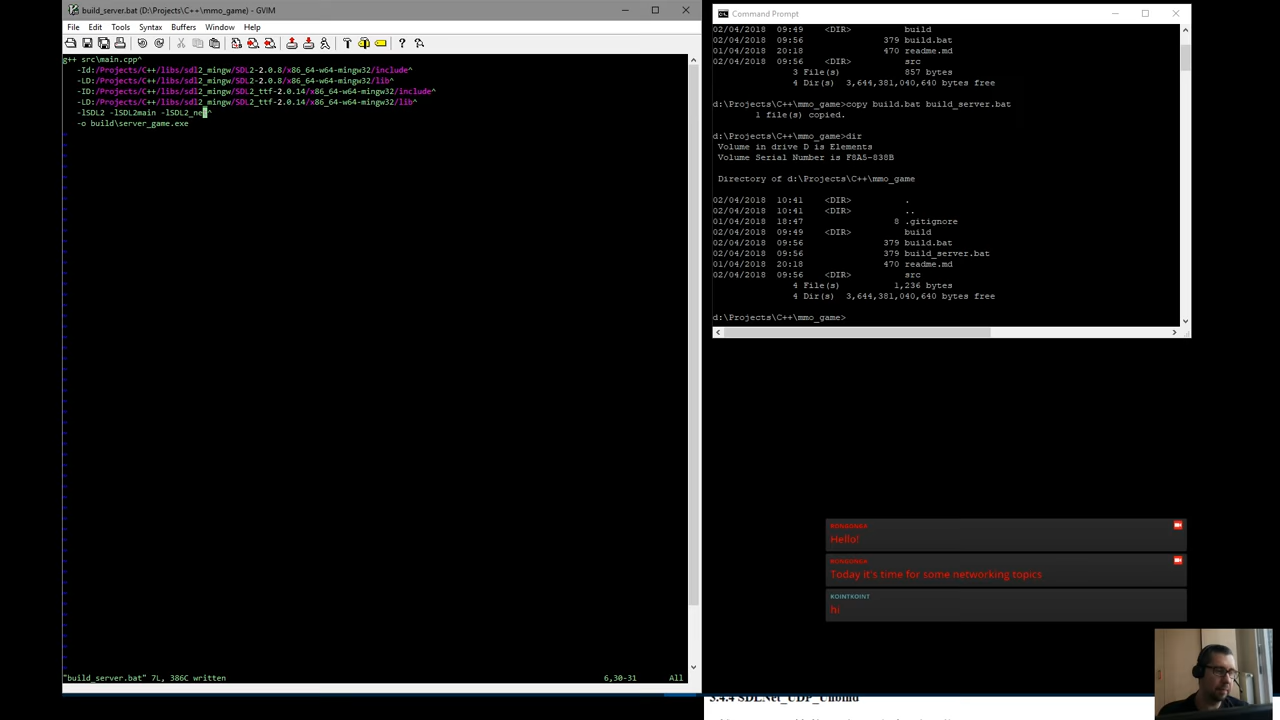 build_server.bat (D:\Projects\C++\mmo_game) - GVIM
File Edit Tools Syntax Buffers Window Help
g++ src\main.cpp^
-Id:/Projects/C++/libs/sdl2_mingw/SDL2-2.0.8/x86_64-w64-mingw32/include^
-LD:/Projects/C++/libs/sdl2_mingw/SDL2-2.0.8/x86_64-w64-mingw32/lib^
-ID:/Projects/C++/libs/sdl2_mingw/SDL2_ttf-2.0.14/x86_64-w64-mingw32/include^
-LD:/Projects/C++/libs/sdl2_mingw/SDL2_ttf-2.0.14/x86_64-w64-mingw32/lib^
-lSDL2 -lSDL2main -lSDL2_ne ^
-o build\server_game.exe
"build_server.bat" 7L, 386C written 6,30-31 All
Command Prompt
02/04/2018 09:49 <DIR> build
02/04/2018 09:56 379 build.bat
01/04/2018 20:18 470 readme.md
02/04/2018 09:56 <DIR> src
3 File(s) 857 bytes
4 Dir(s) 3,644,381,040,640 bytes free
d:\Projects\C++\mmo_game>copy build.bat build_server.bat
1 file(s) copied.
d:\Projects\C++\mmo_game>dir
Volume in drive D is Elements
Volume Serial Number is F8A5-838B
Directory of d:\Projects\C++\mmo_game
02/04/2018 10:41 <DIR> .
02/04/2018 10:41 <DIR> ..
01/04/2018 18:47 8 .gitignore
02/04/2018 09:49 <DIR> build
02/04/2018 09:56 379 build.bat
02/04/2018 09:56 379 build_server.bat
01/04/2018 20:18 470 readme.md
02/04/2018 09:56 <DIR> src
4 File(s) 1,236 bytes
4 Dir(s) 3,644,381,040,640 bytes free
d:\Projects\C++\mmo_game>
Hello!
Today it's time for some networking topics
KOINTKOINT
hi
3.4.4 SDLNet_UDP_Unbind